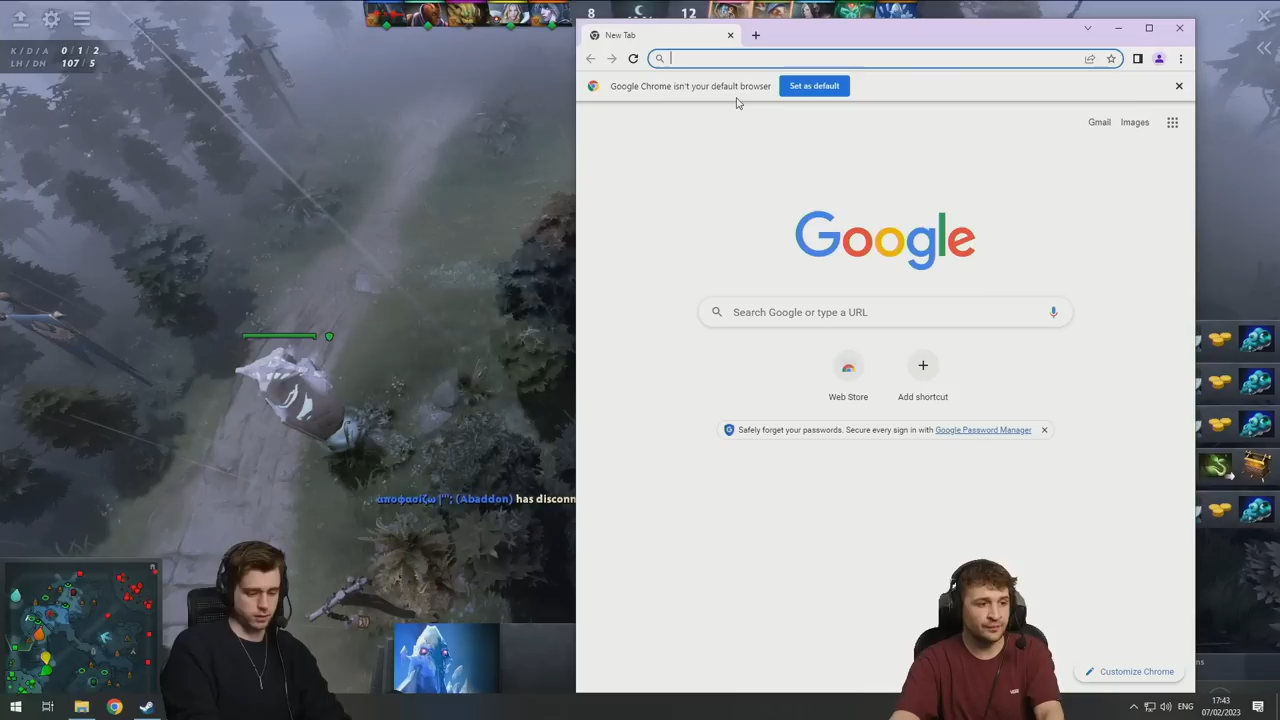 8
12
K / D / A 0 / 1 / 2
LH / DN 107 / 5
New Tab
Google Chrome isn't your default browser
Set as default
Gmail
Images
Google
Search Google or type a URL
Web Store
Add shortcut
Safely forget your passwords. Secure every sign in with Google Password Manager
αποφασίζω |'''; (Abaddon) has disconn
Customize Chrome
ENG
17:43
07/02/2023